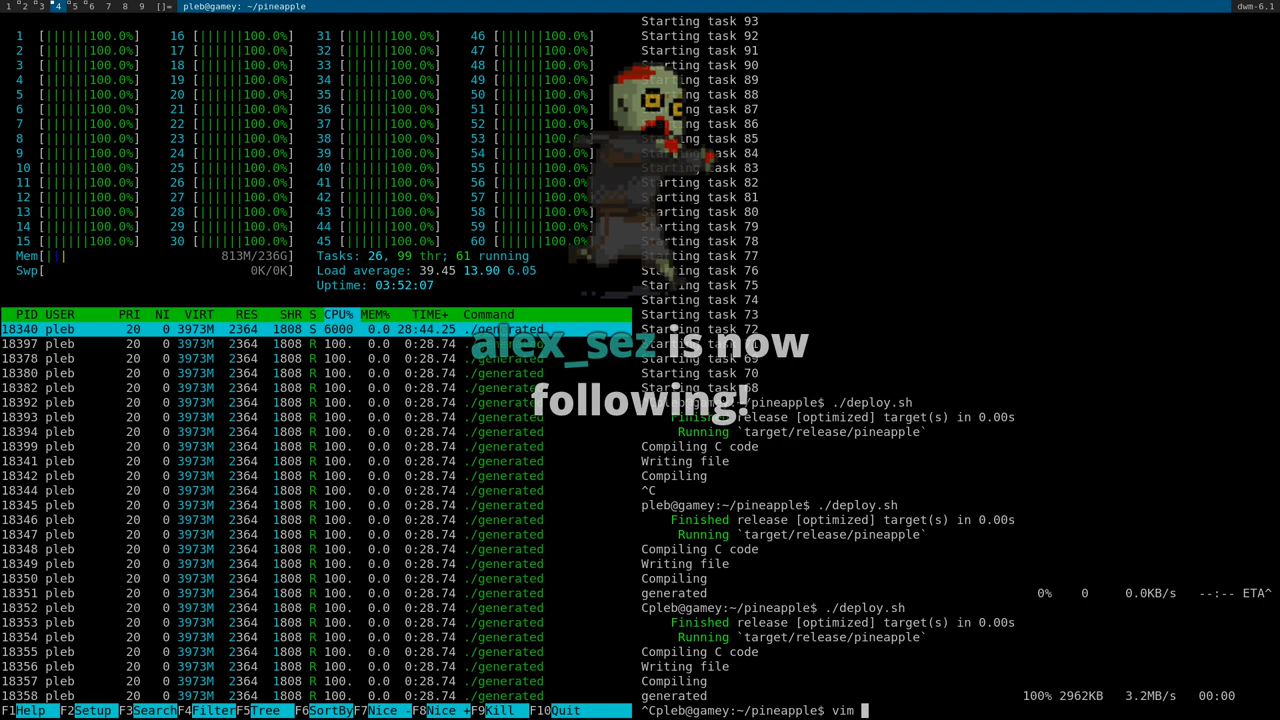 1 2 3 4 5 6 7 8 9 []= pleb@gamey: ~/pineapple dwm-6.1
1 [||||||100.0%] 16 [||||||100.0%] 31 [||||||100.0%] 46 [||||||100.0%]
2 [||||||100.0%] 17 [||||||100.0%] 32 [||||||100.0%] 47 [||||||100.0%]
3 [||||||100.0%] 18 [||||||100.0%] 33 [||||||100.0%] 48 [||||||100.0%]
4 [||||||100.0%] 19 [||||||100.0%] 34 [||||||100.0%] 49 [||||||100.0%]
5 [||||||100.0%] 20 [||||||100.0%] 35 [||||||100.0%] 50 [||||||100.0%]
6 [||||||100.0%] 21 [||||||100.0%] 36 [||||||100.0%] 51 [||||||100.0%]
7 [||||||100.0%] 22 [||||||100.0%] 37 [||||||100.0%] 52 [||||||100.0%]
8 [||||||100.0%] 23 [||||||100.0%] 38 [||||||100.0%] 53 [||||||100.0%]
9 [||||||100.0%] 24 [||||||100.0%] 39 [||||||100.0%] 54 [||||||100.0%]
10 [||||||100.0%] 25 [||||||100.0%] 40 [||||||100.0%] 55 [||||||100.0%]
11 [||||||100.0%] 26 [||||||100.0%] 41 [||||||100.0%] 56 [||||||100.0%]
12 [||||||100.0%] 27 [||||||100.0%] 42 [||||||100.0%] 57 [||||||100.0%]
13 [||||||100.0%] 28 [||||||100.0%] 43 [||||||100.0%] 58 [||||||100.0%]
14 [||||||100.0%] 29 [||||||100.0%] 44 [||||||100.0%] 59 [||||||100.0%]
15 [||||||100.0%] 30 [||||||100.0%] 45 [||||||100.0%] 60 [||||||100.0%]
Mem[||| 813M/236G] Tasks: 26, 99 thr; 61 running
Swp[ 0K/0K] Load average: 39.45 13.90 6.05
Uptime: 03:52:07
PID USER PRI NI VIRT RES SHR S CPU% MEM% TIME+ Command
18340 pleb 20 0 3973M 2364 1808 S 6000 0.0 28:44.25 ./generated
18397 pleb 20 0 3973M 2364 1808 R 100. 0.0 0:28.74 ./generated
18378 pleb 20 0 3973M 2364 1808 R 100. 0.0 0:28.74 ./generated
18380 pleb 20 0 3973M 2364 1808 R 100. 0.0 0:28.74 ./generated
18382 pleb 20 0 3973M 2364 1808 R 100. 0.0 0:28.74 ./generated
18392 pleb 20 0 3973M 2364 1808 R 100. 0.0 0:28.74 ./generated
18393 pleb 20 0 3973M 2364 1808 R 100. 0.0 0:28.74 ./generated
18394 pleb 20 0 3973M 2364 1808 R 100. 0.0 0:28.74 ./generated
18399 pleb 20 0 3973M 2364 1808 R 100. 0.0 0:28.74 ./generated
18341 pleb 20 0 3973M 2364 1808 R 100. 0.0 0:28.74 ./generated
18342 pleb 20 0 3973M 2364 1808 R 100. 0.0 0:28.74 ./generated
18344 pleb 20 0 3973M 2364 1808 R 100. 0.0 0:28.74 ./generated
18345 pleb 20 0 3973M 2364 1808 R 100. 0.0 0:28.74 ./generated
18346 pleb 20 0 3973M 2364 1808 R 100. 0.0 0:28.74 ./generated
18347 pleb 20 0 3973M 2364 1808 R 100. 0.0 0:28.74 ./generated
18348 pleb 20 0 3973M 2364 1808 R 100. 0.0 0:28.74 ./generated
18349 pleb 20 0 3973M 2364 1808 R 100. 0.0 0:28.74 ./generated
18350 pleb 20 0 3973M 2364 1808 R 100. 0.0 0:28.74 ./generated
18351 pleb 20 0 3973M 2364 1808 R 100. 0.0 0:28.74 ./generated
18352 pleb 20 0 3973M 2364 1808 R 100. 0.0 0:28.74 ./generated
18353 pleb 20 0 3973M 2364 1808 R 100. 0.0 0:28.74 ./generated
18354 pleb 20 0 3973M 2364 1808 R 100. 0.0 0:28.74 ./generated
18355 pleb 20 0 3973M 2364 1808 R 100. 0.0 0:28.74 ./generated
18356 pleb 20 0 3973M 2364 1808 R 100. 0.0 0:28.74 ./generated
18357 pleb 20 0 3973M 2364 1808 R 100. 0.0 0:28.74 ./generated
18358 pleb 20 0 3973M 2364 1808 R 100. 0.0 0:28.74 ./generated
F1Help F2Setup F3SearchF4FilterF5Tree F6SortByF7Nice -F8Nice +F9Kill F10Quit
alex_sez is now
following!
Starting task 93
Starting task 92
Starting task 91
Starting task 90
Starting task 89
Starting task 88
Starting task 87
Starting task 86
Starting task 85
Starting task 84
Starting task 83
Starting task 82
Starting task 81
Starting task 80
Starting task 79
Starting task 78
Starting task 77
Starting task 76
Starting task 75
Starting task 74
Starting task 73
Starting task 72
Starting task 69
Starting task 70
Starting task 68
pleb@gamey:~/pineapple$ ./deploy.sh
Finished release [optimized] target(s) in 0.00s
Running `target/release/pineapple`
Compiling C code
Writing file
Compiling
^C
pleb@gamey:~/pineapple$ ./deploy.sh
Finished release [optimized] target(s) in 0.00s
Running `target/release/pineapple`
Compiling C code
Writing file
Compiling
generated 0% 0 0.0KB/s --:-- ETA^
Cpleb@gamey:~/pineapple$ ./deploy.sh
Finished release [optimized] target(s) in 0.00s
Running `target/release/pineapple`
Compiling C code
Writing file
Compiling
generated 100% 2962KB 3.2MB/s 00:00
^Cpleb@gamey:~/pineapple$ vim